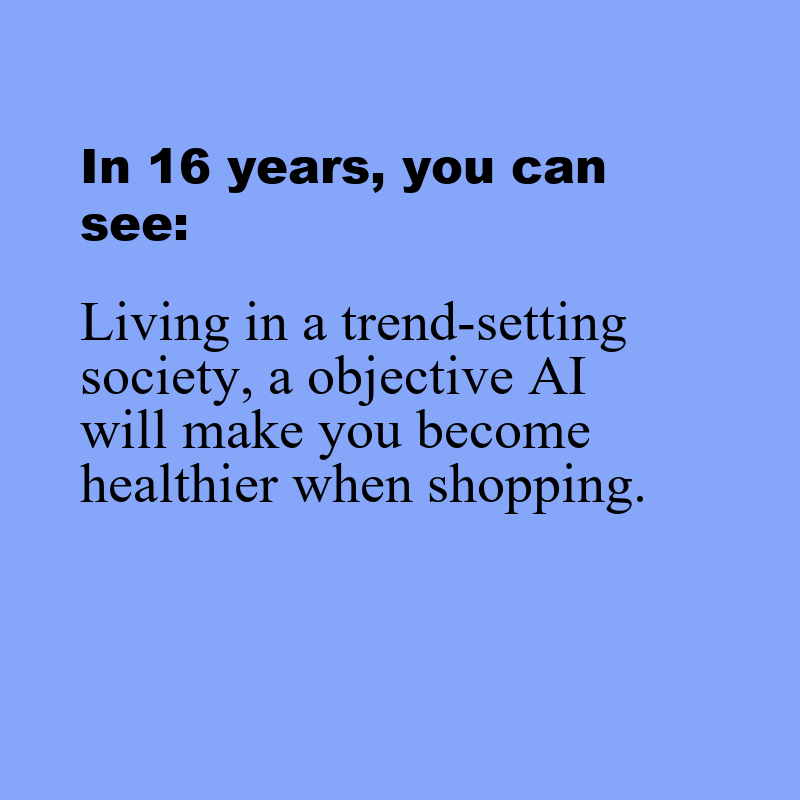 In 16 years, you can
see:
Living in a trend-setting
society, a objective AI
will make you become
healthier when shopping.